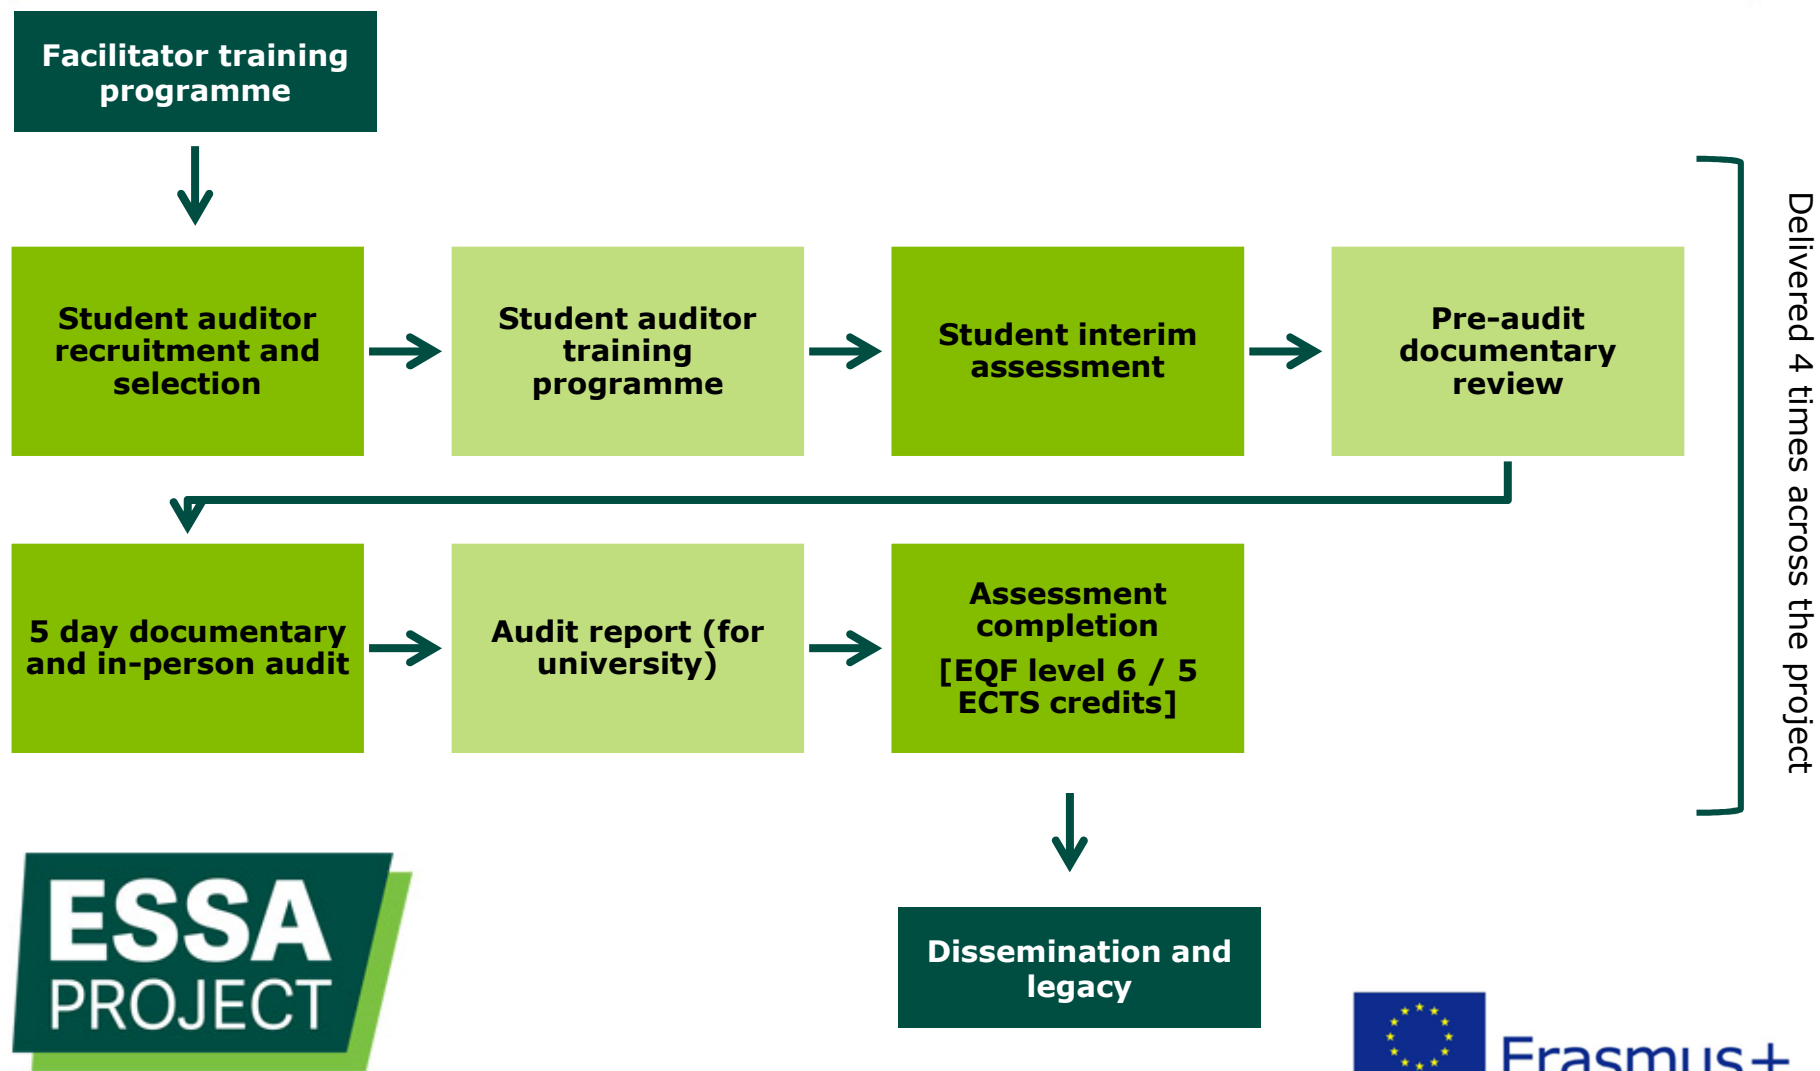 Facilitator training
programme
Student auditor
recruitment and
selection
Student auditor
training
programme
Student interim
assessment
Pre-audit
documentary
review
Delivered 4 times across the project
5 day documentary
and in-person audit
Audit report (for
university)
Assessment
completion
[EQF level 6 / 5
ECTS credits]
Dissemination and
legacy
ESSA
PROJECT
Erasmus+